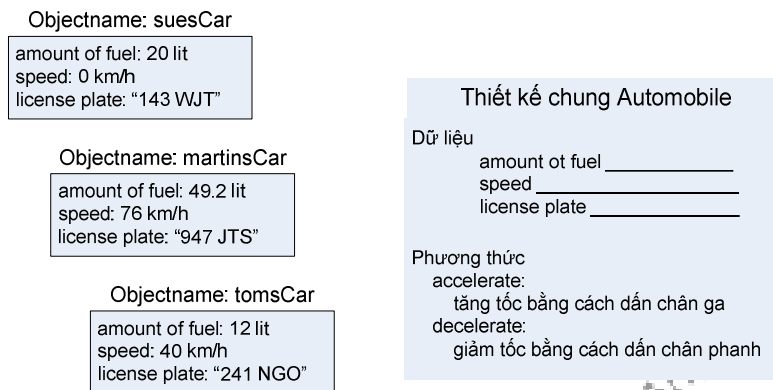 Objectname: suesCar
amount of fuel: 20 lit
speed: 0 km/h
license plate: “143 WJT”
Objectname: martinsCar
amount of fuel: 49.2 lit
speed: 76 km/h
license plate: “947 JTS”
Objectname: tomsCar
amount of fuel: 12 lit
speed: 40 km/h
license plate: “241 NGO”
Thiết kế chung Automobile
Dữ liệu
amount ot fuel
speed
license plate
Phương thức
accelerate:
tăng tốc bằng cách dấn chân ga
decelerate:
giảm tốc bằng cách dấn chân phanh